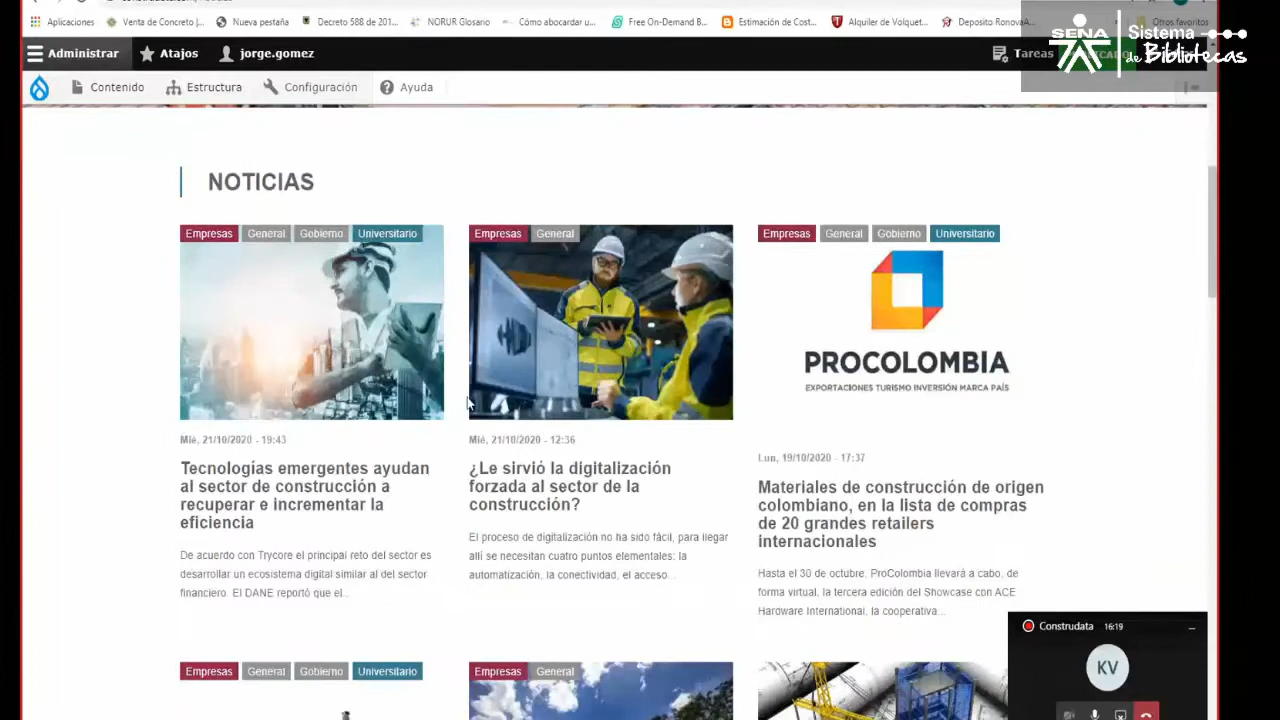 Aplicaciones
Venta de Concreto |...
Nueva pestaña
Decreto 588 de 201...
NORUR Glosario
Cómo abocardar u...
Free On-Demand B...
Estimación de Cost...
Alquiler de Volquet...
Deposito RonovaA...
Otros favoritos
Administrar
Atajos
jorge.gomez
Tareas
SENA
Sistema
de Bibliotecas
Contenido
Estructura
Configuración
Ayuda
NOTICIAS
Empresas General Gobierno Universitario
Mié, 21/10/2020 - 19:43
Tecnologías emergentes ayudan
al sector de construcción a
recuperar e incrementar la
eficiencia
De acuerdo con Trycore el principal reto del sector es
desarrollar un ecosistema digital similar al del sector
financiero. El DANE reportó que el...
Empresas General
Mié, 21/10/2020 - 12:36
¿Le sirvió la digitalización
forzada al sector de la
construcción?
El proceso de digitalización no ha sido fácil, para llegar
allí se necesitan cuatro puntos elementales: la
automatización, la conectividad, el acceso...
Empresas General Gobierno Universitario
PROCOLOMBIA
EXPORTACIONES TURISMO INVERSIÓN MARCA PAÍS
Lun, 19/10/2020 - 17:37
Materiales de construcción de origen
colombiano, en la lista de compras
de 20 grandes retailers
internacionales
Hasta el 30 de octubre, ProColombia llevará a cabo, de
forma virtual, la tercera edición del Showcase con ACE
Hardware International, la cooperativa...
Empresas General Gobierno Universitario
Empresas General
Construdata 16:19
KV